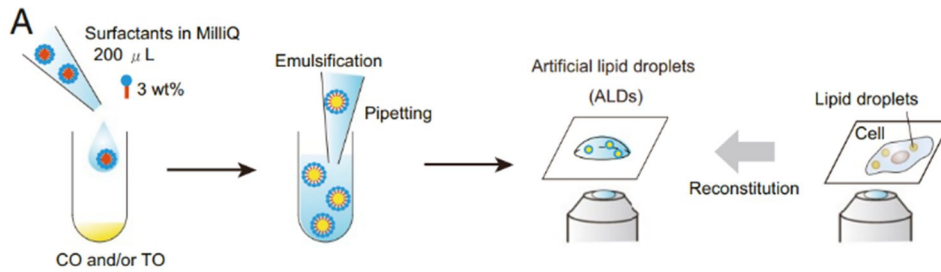 A
Surfactants in MilliQ
200 μL
3 wt%
CO and/or TO
Emulsification
Pipetting
Artificial lipid droplets
(ALDs)
Reconstitution
Lipid droplets
Cell